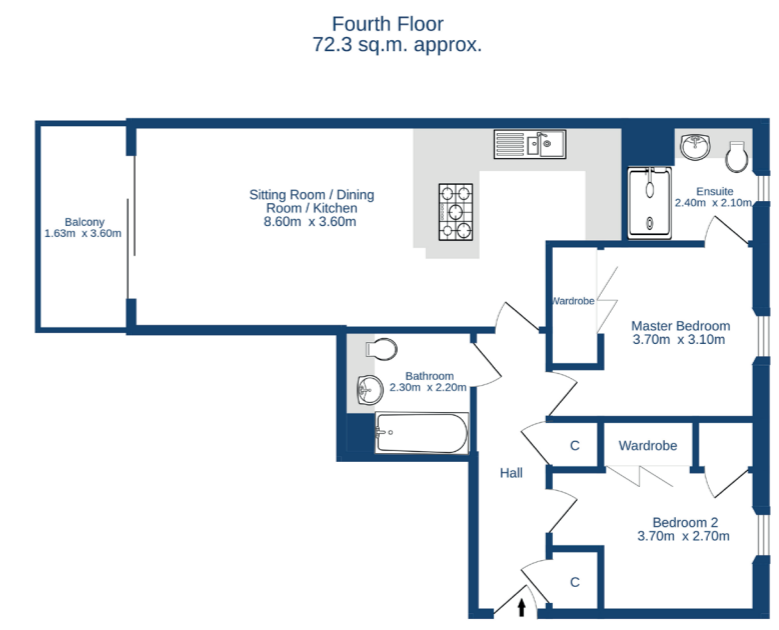 Fourth Floor
72.3 sq.m. approx.
Sitting Room / Dining
Room / Kitchen
8.60m x 3.60m
Balcony
1.63m x 3.60m
Ensuite
2.40m x 2.10m
Wardrobe
Master Bedroom
3.70m x 3.10m
Bathroom
2.30m x 2.20m
C
Wardrobe
Hall
Bedroom 2
3.70m x 2.70m
C